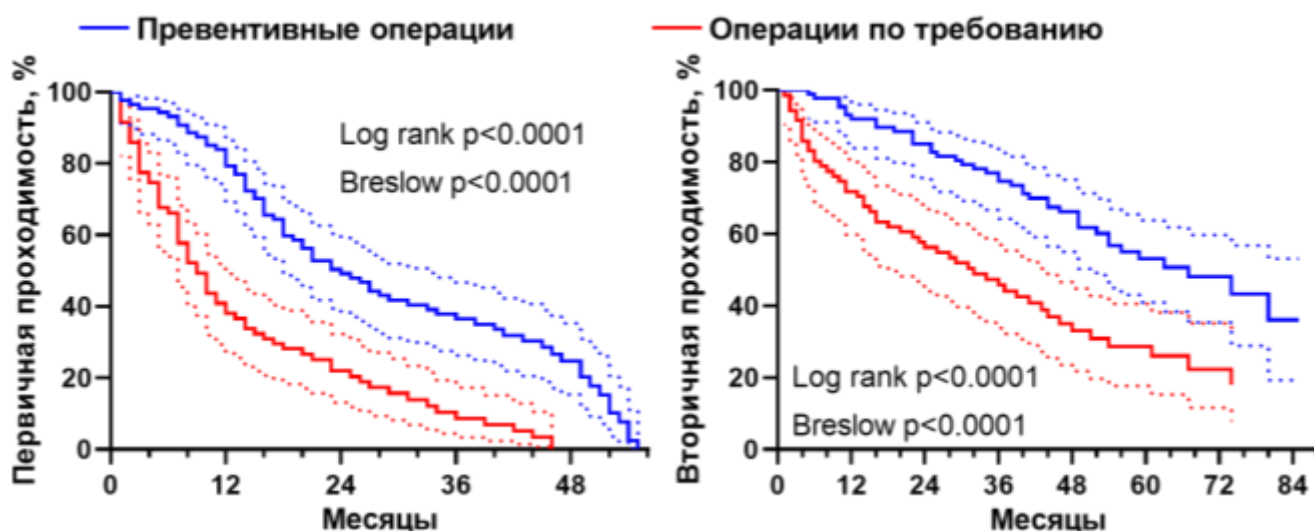 Превентивные операции
Операции по требованию
Первичная проходимость, %
100
80
60
40
20
0
Log rank p<0.0001
Breslow p<0.0001
0 12 24 36 48
Месяцы
Вторичная проходимость, %
100
80
60
40
20
0
Log rank p<0.0001
Breslow p<0.0001
0 12 24 36 48 60 72 84
Месяцы